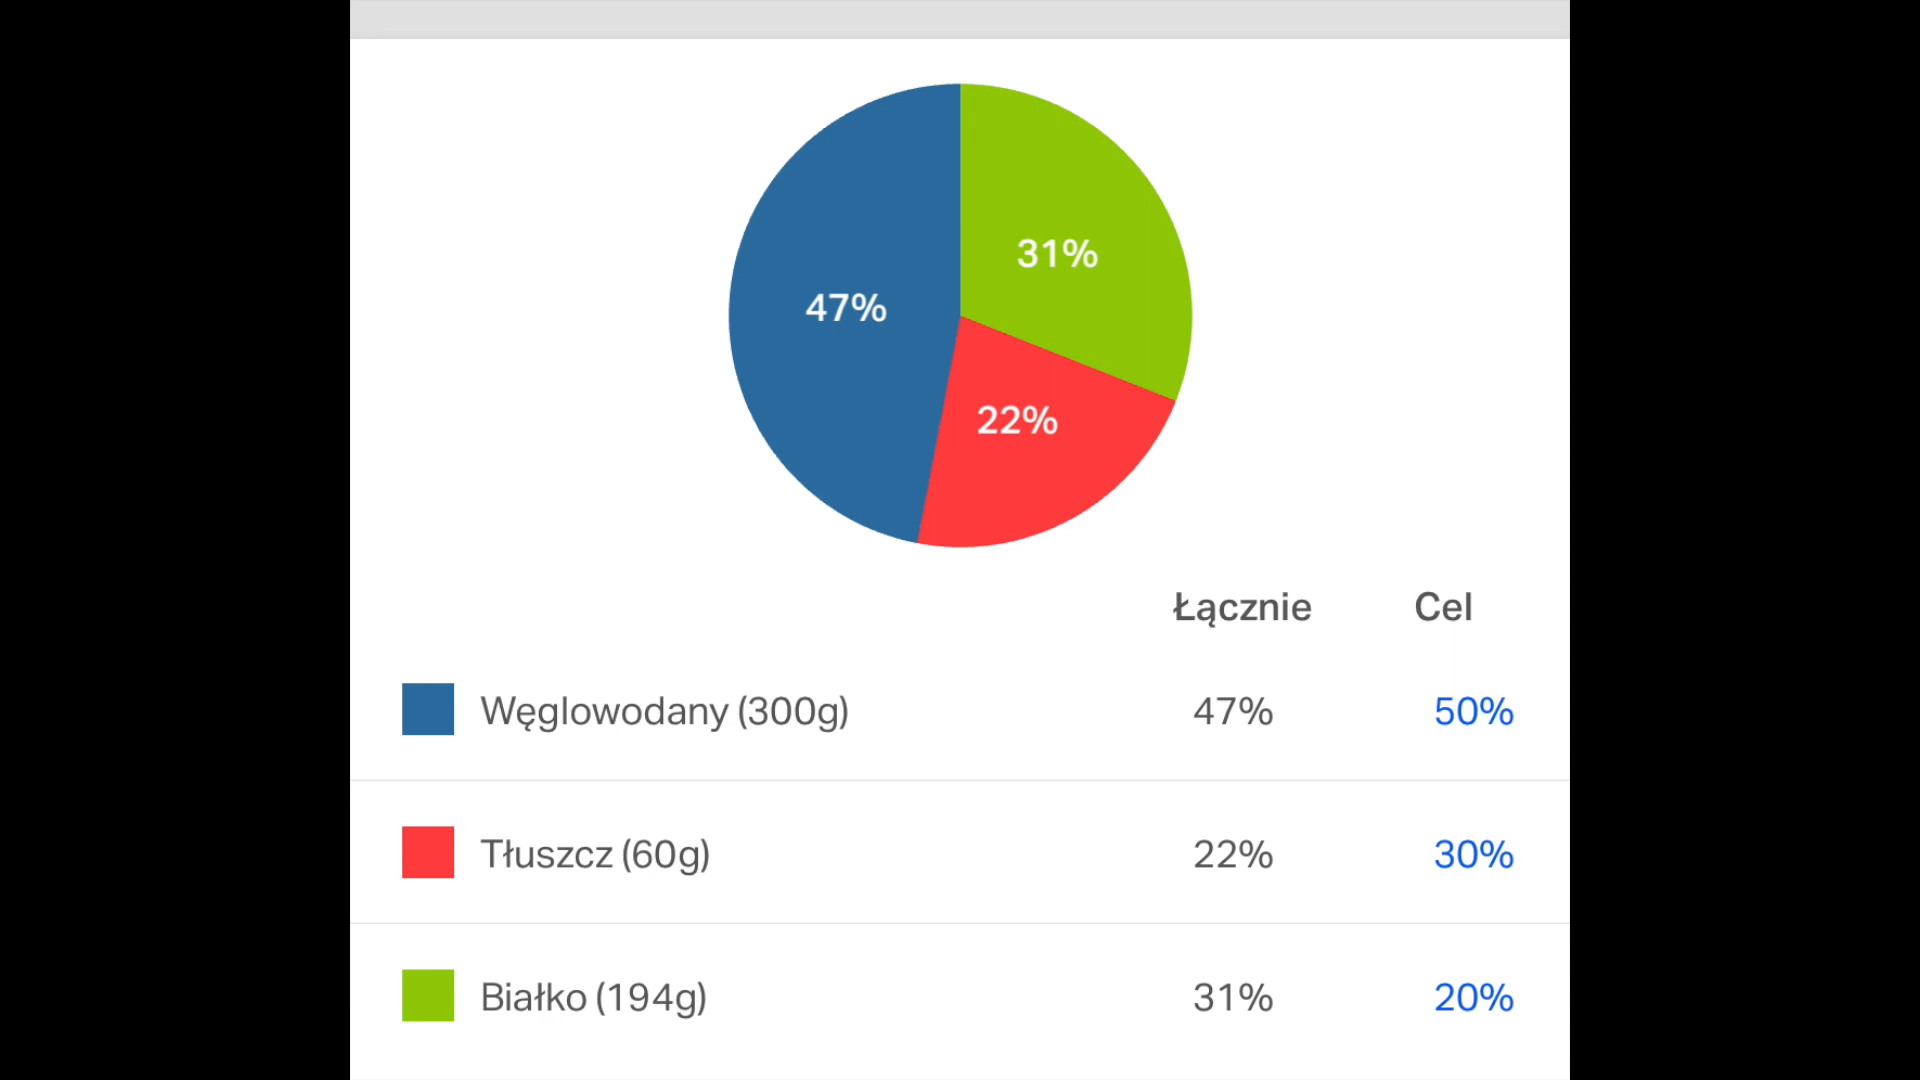 31%
47%
22%
Łącznie Cel
Węglowodany (300g) 47% 50%
Tłuszcz (60g) 22% 30%
Białko (194g) 31% 20%